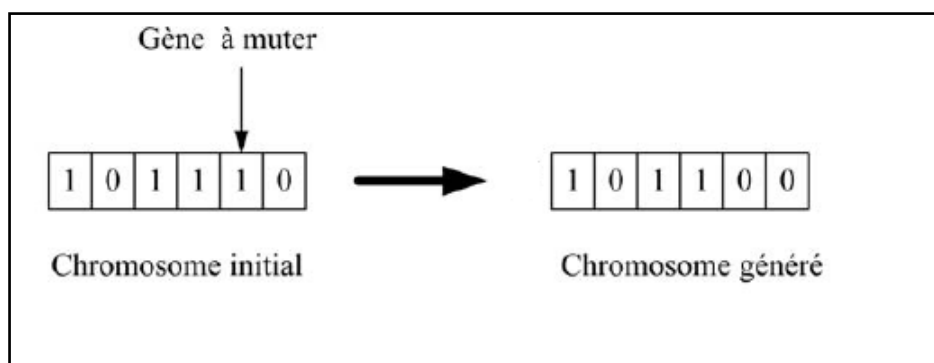 Gène à muter
1 0 1 1 1 0
1 0 1 1 0 0
Chromosome initial
Chromosome généré